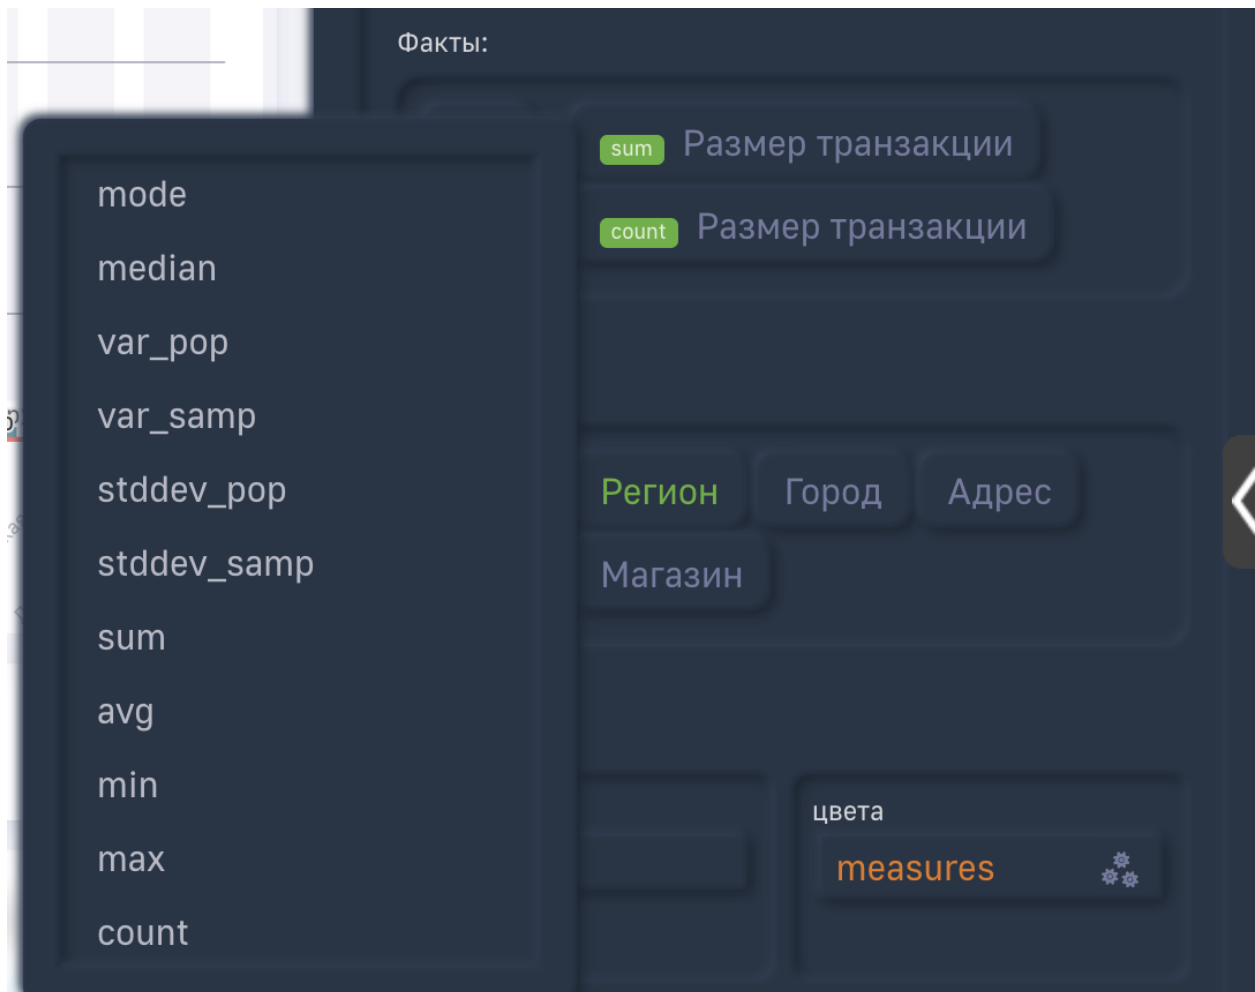 Факты:
sum Размер транзакции
count Размер транзакции
mode
median
var_pop
var_samp
stddev_pop
stddev_samp
sum
avg
min
max
count
Регион Город Адрес
Магазин
цвета
measures